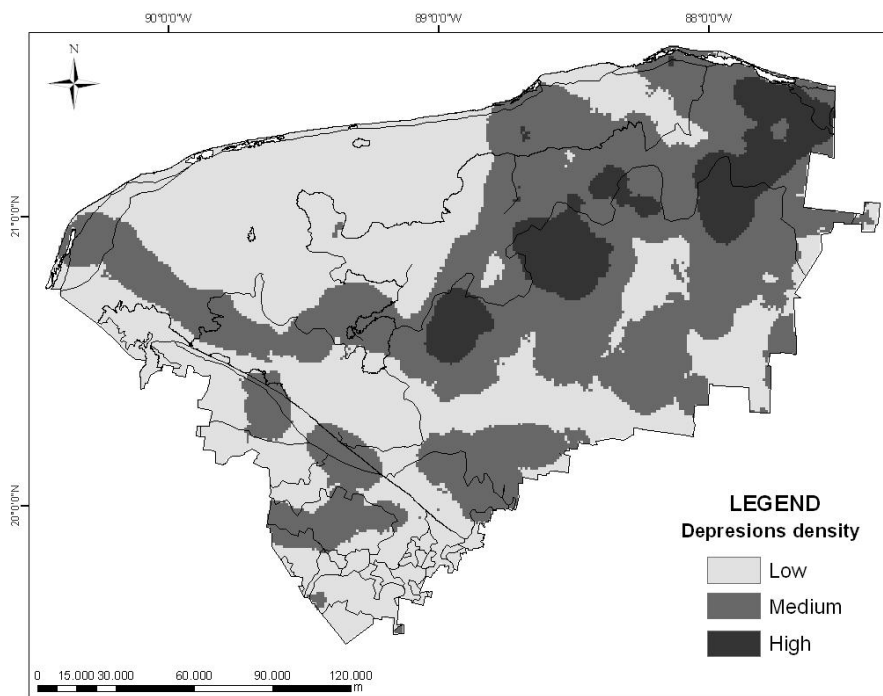 90°0'0"W 89°0'0"W 88°0'0"W
N
21°0'0"N
20°0'0"N
LEGEND
Depresions density
Low
Medium
High
0 15.000 30.000 60.000 90.000 120.000
m